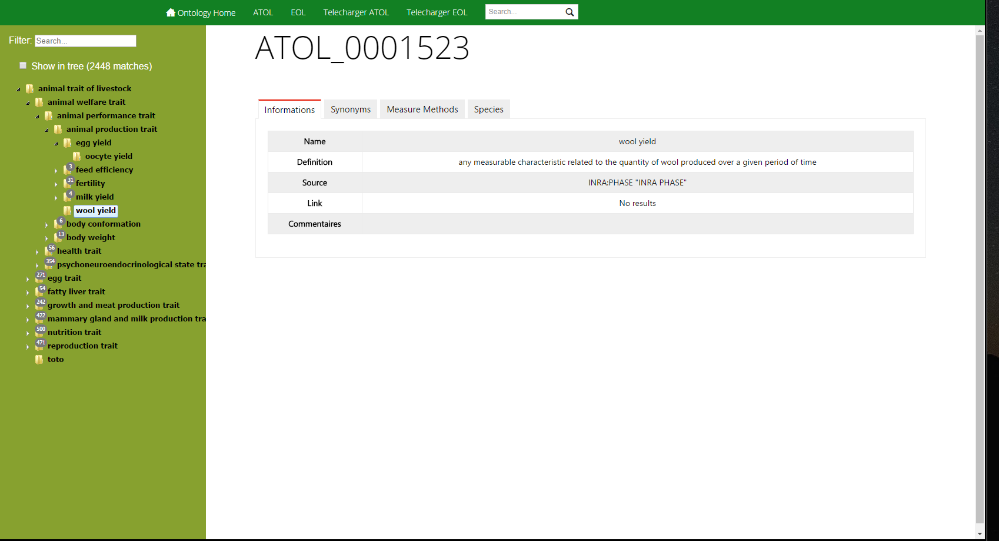 Ontology Home ATOL EOL Telecharger ATOL Telecharger EOL Search...
Filter: Search...
Show in tree (2448 matches)
animal trait of livestock
animal welfare trait
animal performance trait
animal production trait
egg yield
oocyte yield
3 feed efficiency
31 fertility
4 milk yield
wool yield
6 body conformation
13 body weight
56 health trait
354 psychoneuroendocrinological state tra
271 egg trait
54 fatty liver trait
242 growth and meat production trait
422 mammary gland and milk production tra
500 nutrition trait
471 reproduction trait
toto
ATOL_0001523
Informations Synonyms Measure Methods Species
Name wool yield
Definition any measurable characteristic related to the quantity of wool produced over a given period of time
Source INRA:PHASE "INRA PHASE"
Link No results
Commentaires